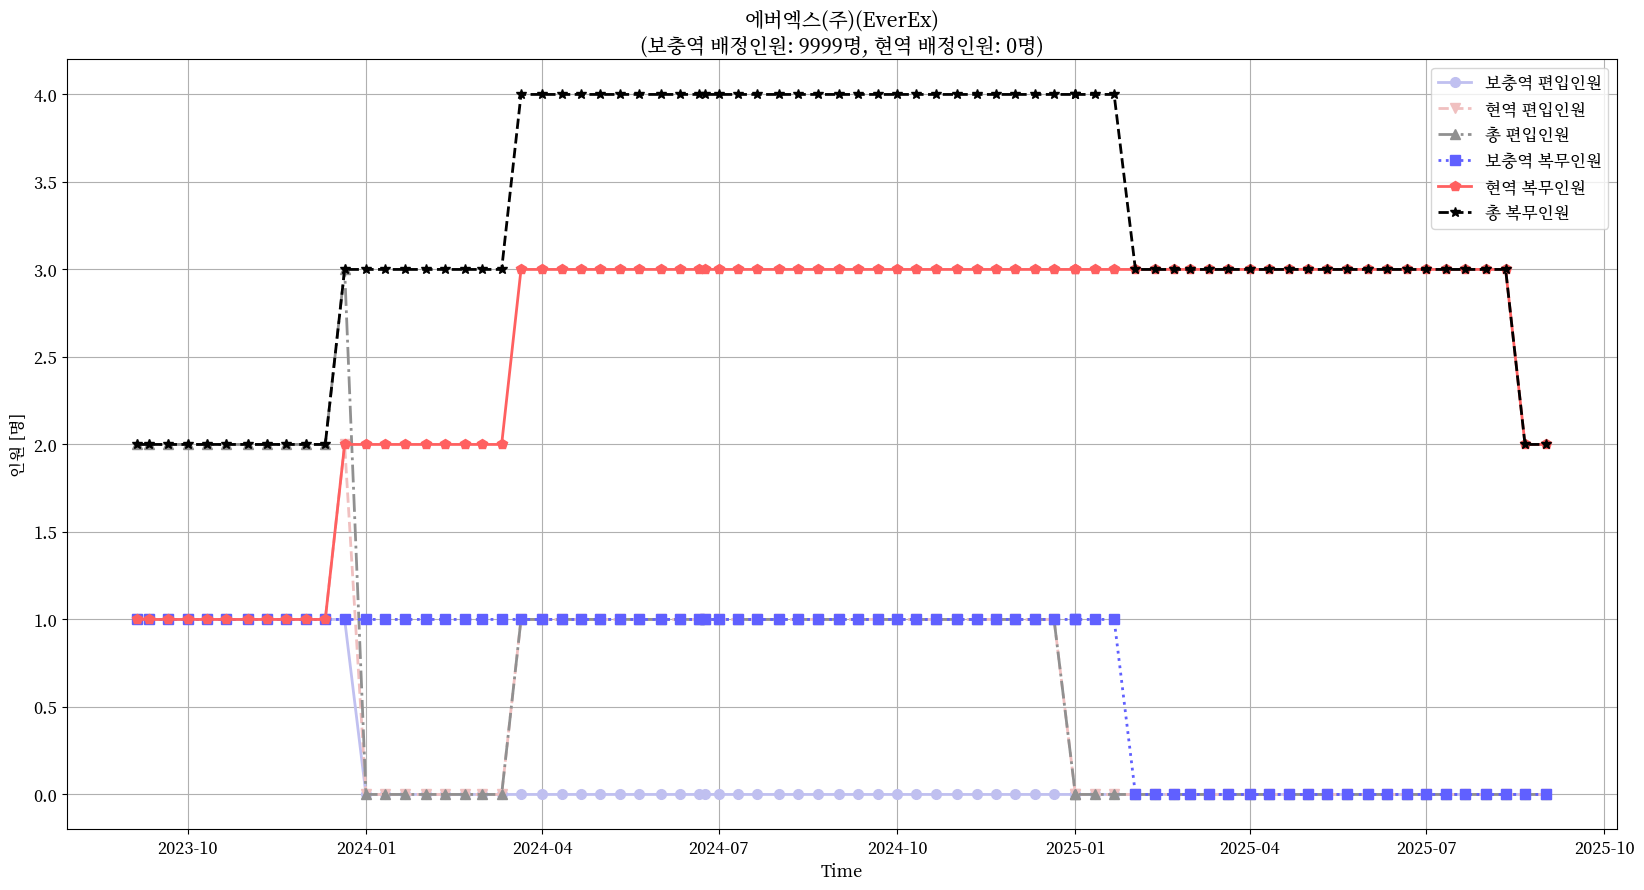 에버엑스(주)(EverEx)
(보충역 배정인원: 9999명, 현역 배정인원: 0명)
보충역 편입인원
현역 편입인원
총 편입인원
보충역 복무인원
현역 복무인원
총 복무인원
4.0
3.5
3.0
2.5
2.0
1.5
1.0
0.5
0.0
인원 [명]
2023-10
2024-01
2024-04
2024-07
2024-10
2025-01
2025-04
2025-07
2025-10
Time